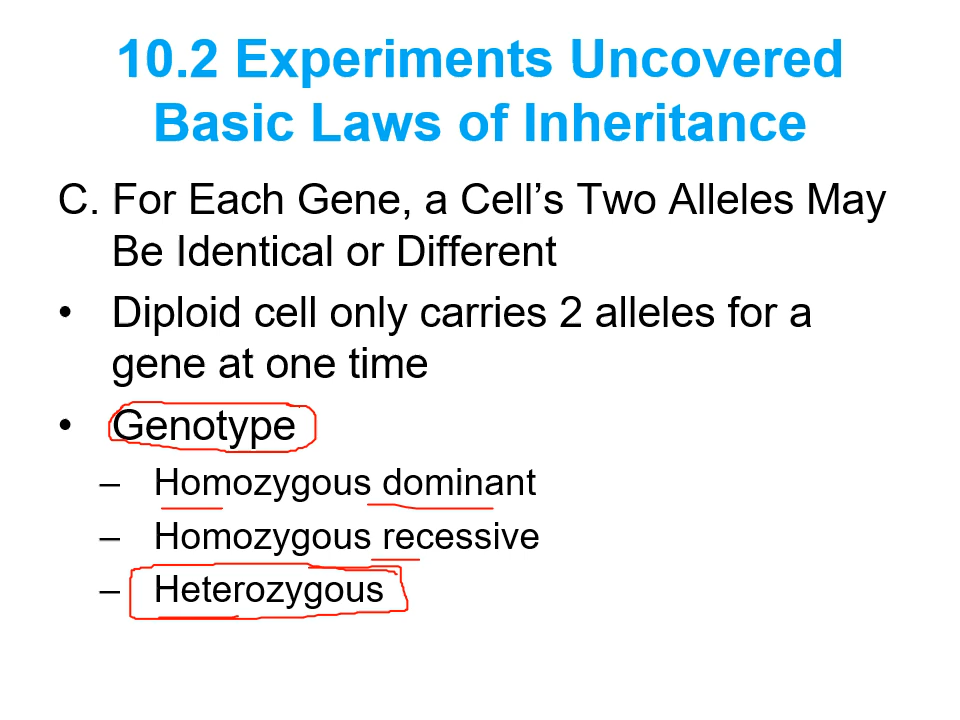 10.2 Experiments Uncovered
Basic Laws of Inheritance
C. For Each Gene, a Cell’s Two Alleles May
Be Identical or Different
• Diploid cell only carries 2 alleles for a
gene at one time
• Genotype
– Homozygous dominant
– Homozygous recessive
– Heterozygous